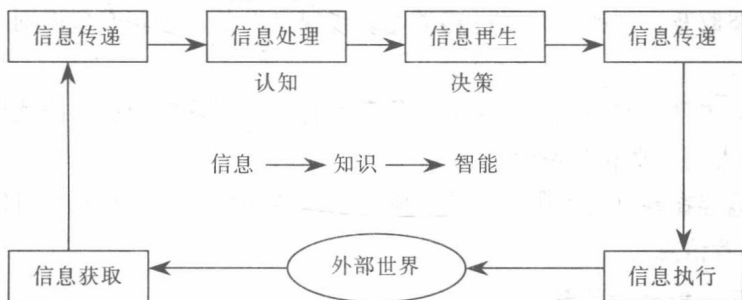 信息传递 信息处理 信息再生 信息传递
认知 决策
信息 知识 智能
信息获取 外部世界 信息执行